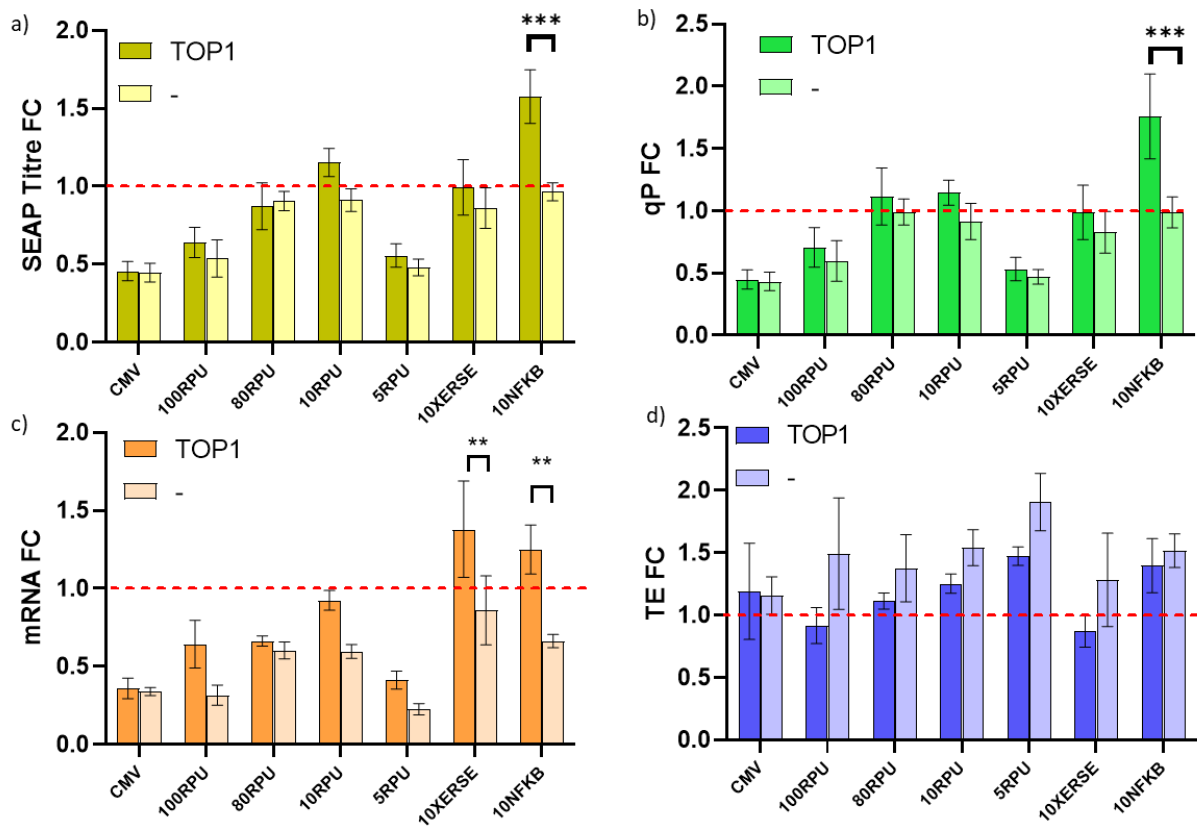 a)
SEAP Titre FC
2.0
1.5
1.0
0.5
0.0
TOP1
-
***
CMV
100RPU
80RPU
10RPU
5RPU
10XERSE
10NFKB
b)
qP FC
2.5
2.0
1.5
1.0
0.5
0.0
TOP1
-
***
CMV
100RPU
80RPU
10RPU
5RPU
10XERSE
10NFKB
c)
mRNA FC
2.0
1.5
1.0
0.5
0.0
TOP1
-
**
**
CMV
100RPU
80RPU
10RPU
5RPU
10XERSE
10NFKB
d)
TE FC
2.5
2.0
1.5
1.0
0.5
0.0
TOP1
-
CMV
100RPU
80RPU
10RPU
5RPU
10XERSE
10NFKB